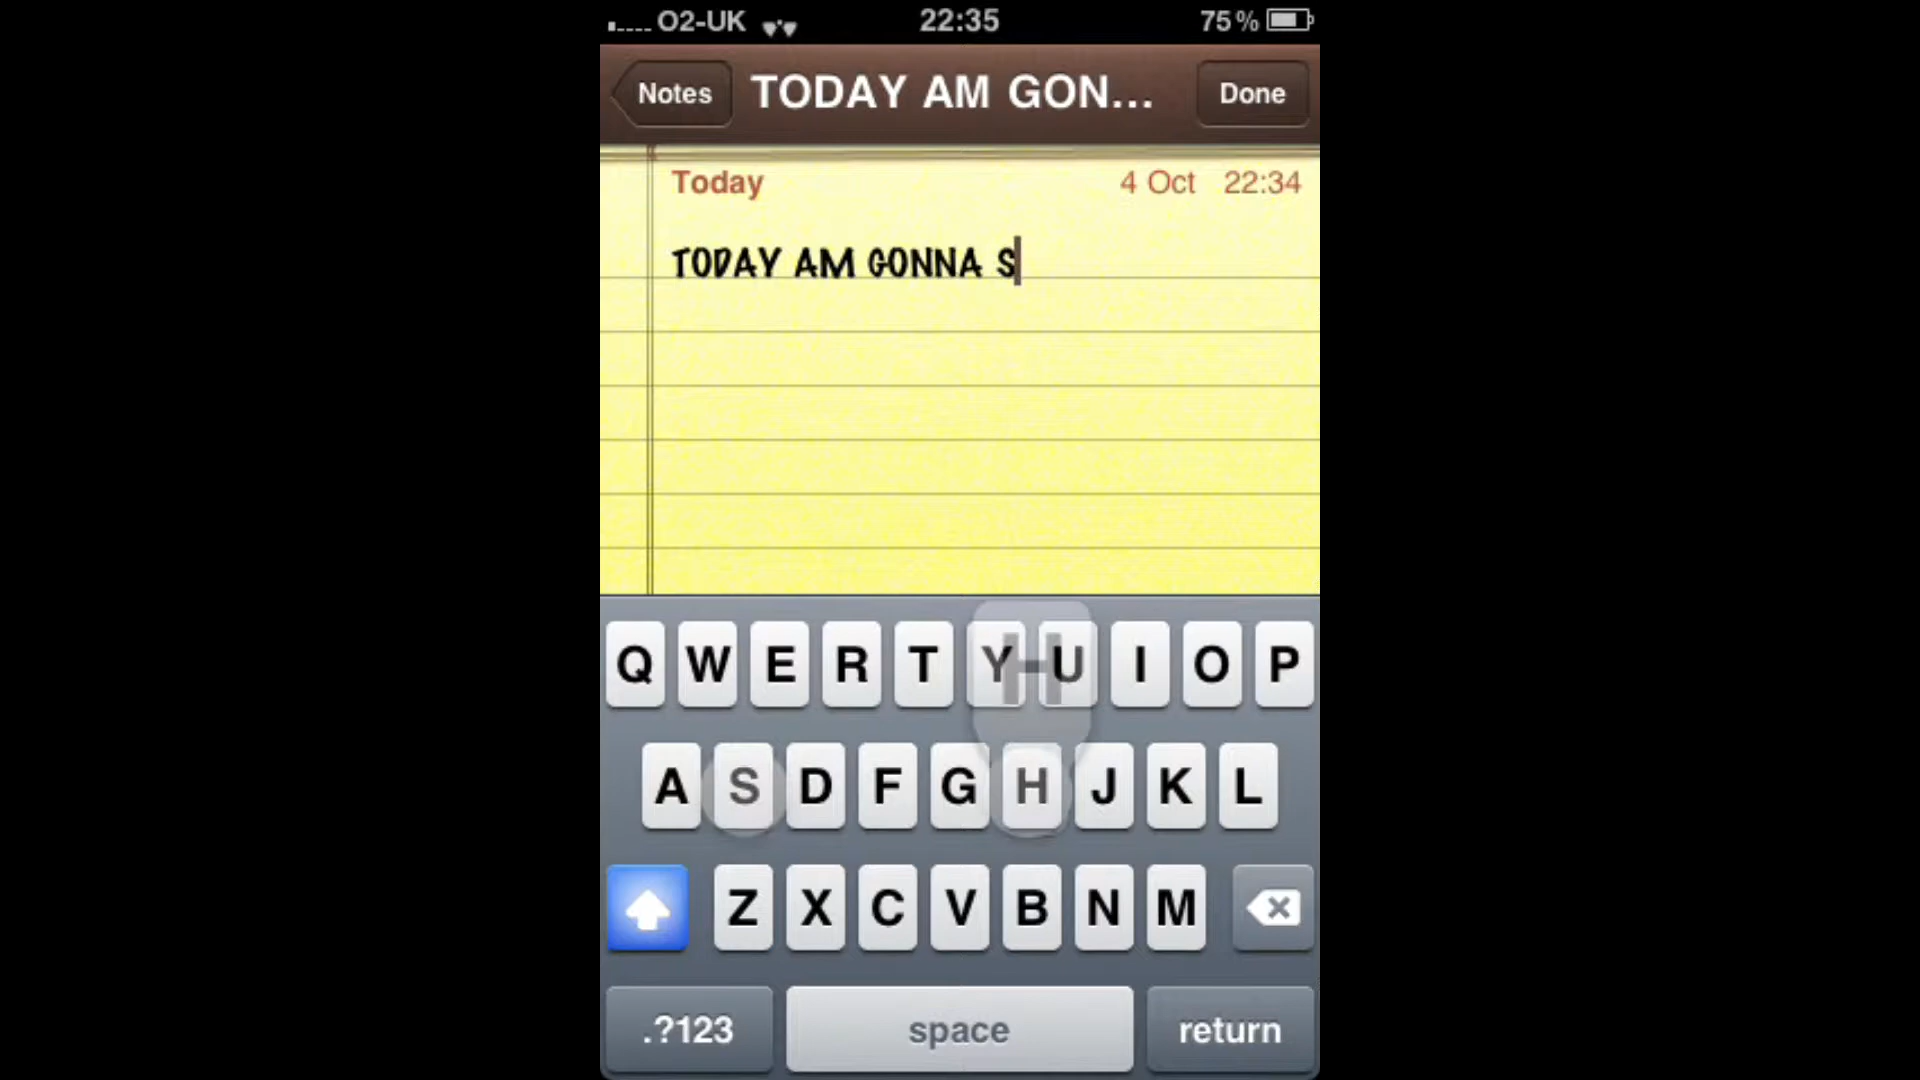 O2-UK 22:35 75%
Notes TODAY AM GON... Done
Today 4 Oct 22:34
TODAY AM GONNA S
H
Q W E R T Y U I O P
A S D F G H J K L
Z X C V B N M
.?123 space return